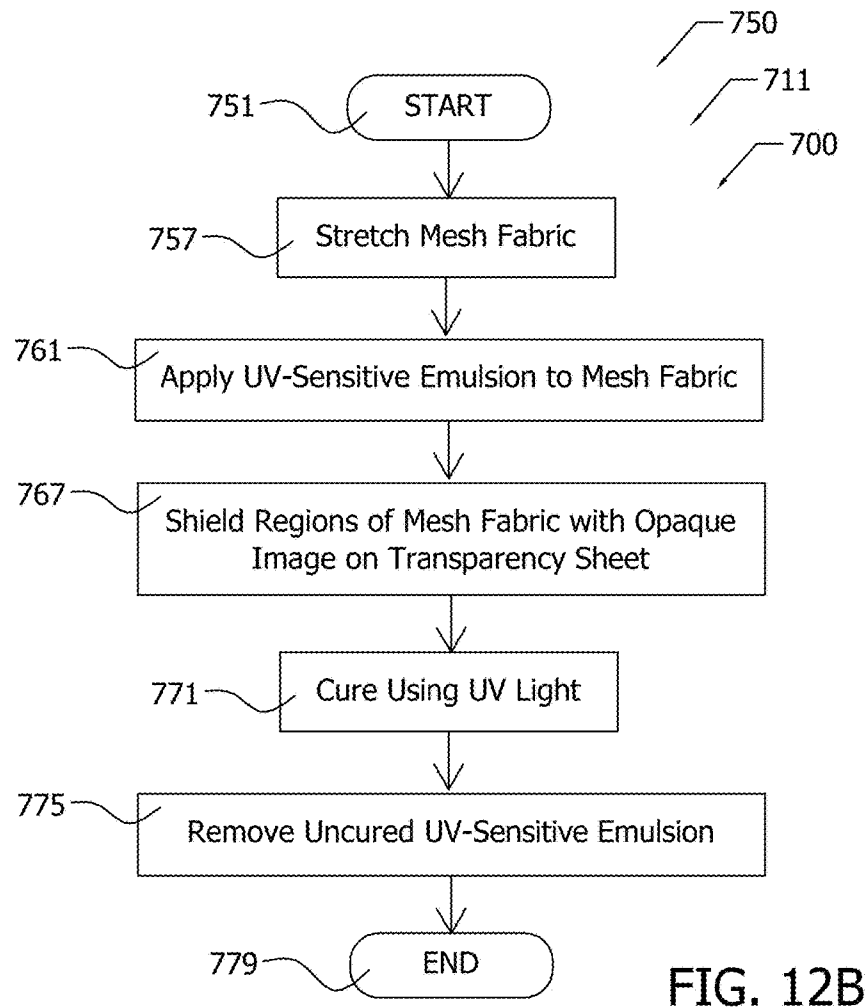 750
711
700
751
START
757
Stretch Mesh Fabric
761
Apply UV-Sensitive Emulsion to Mesh Fabric
767
Shield Regions of Mesh Fabric with Opaque
Image on Transparency Sheet
771
Cure Using UV Light
775
Remove Uncured UV-Sensitive Emulsion
779
END
FIG. 12B